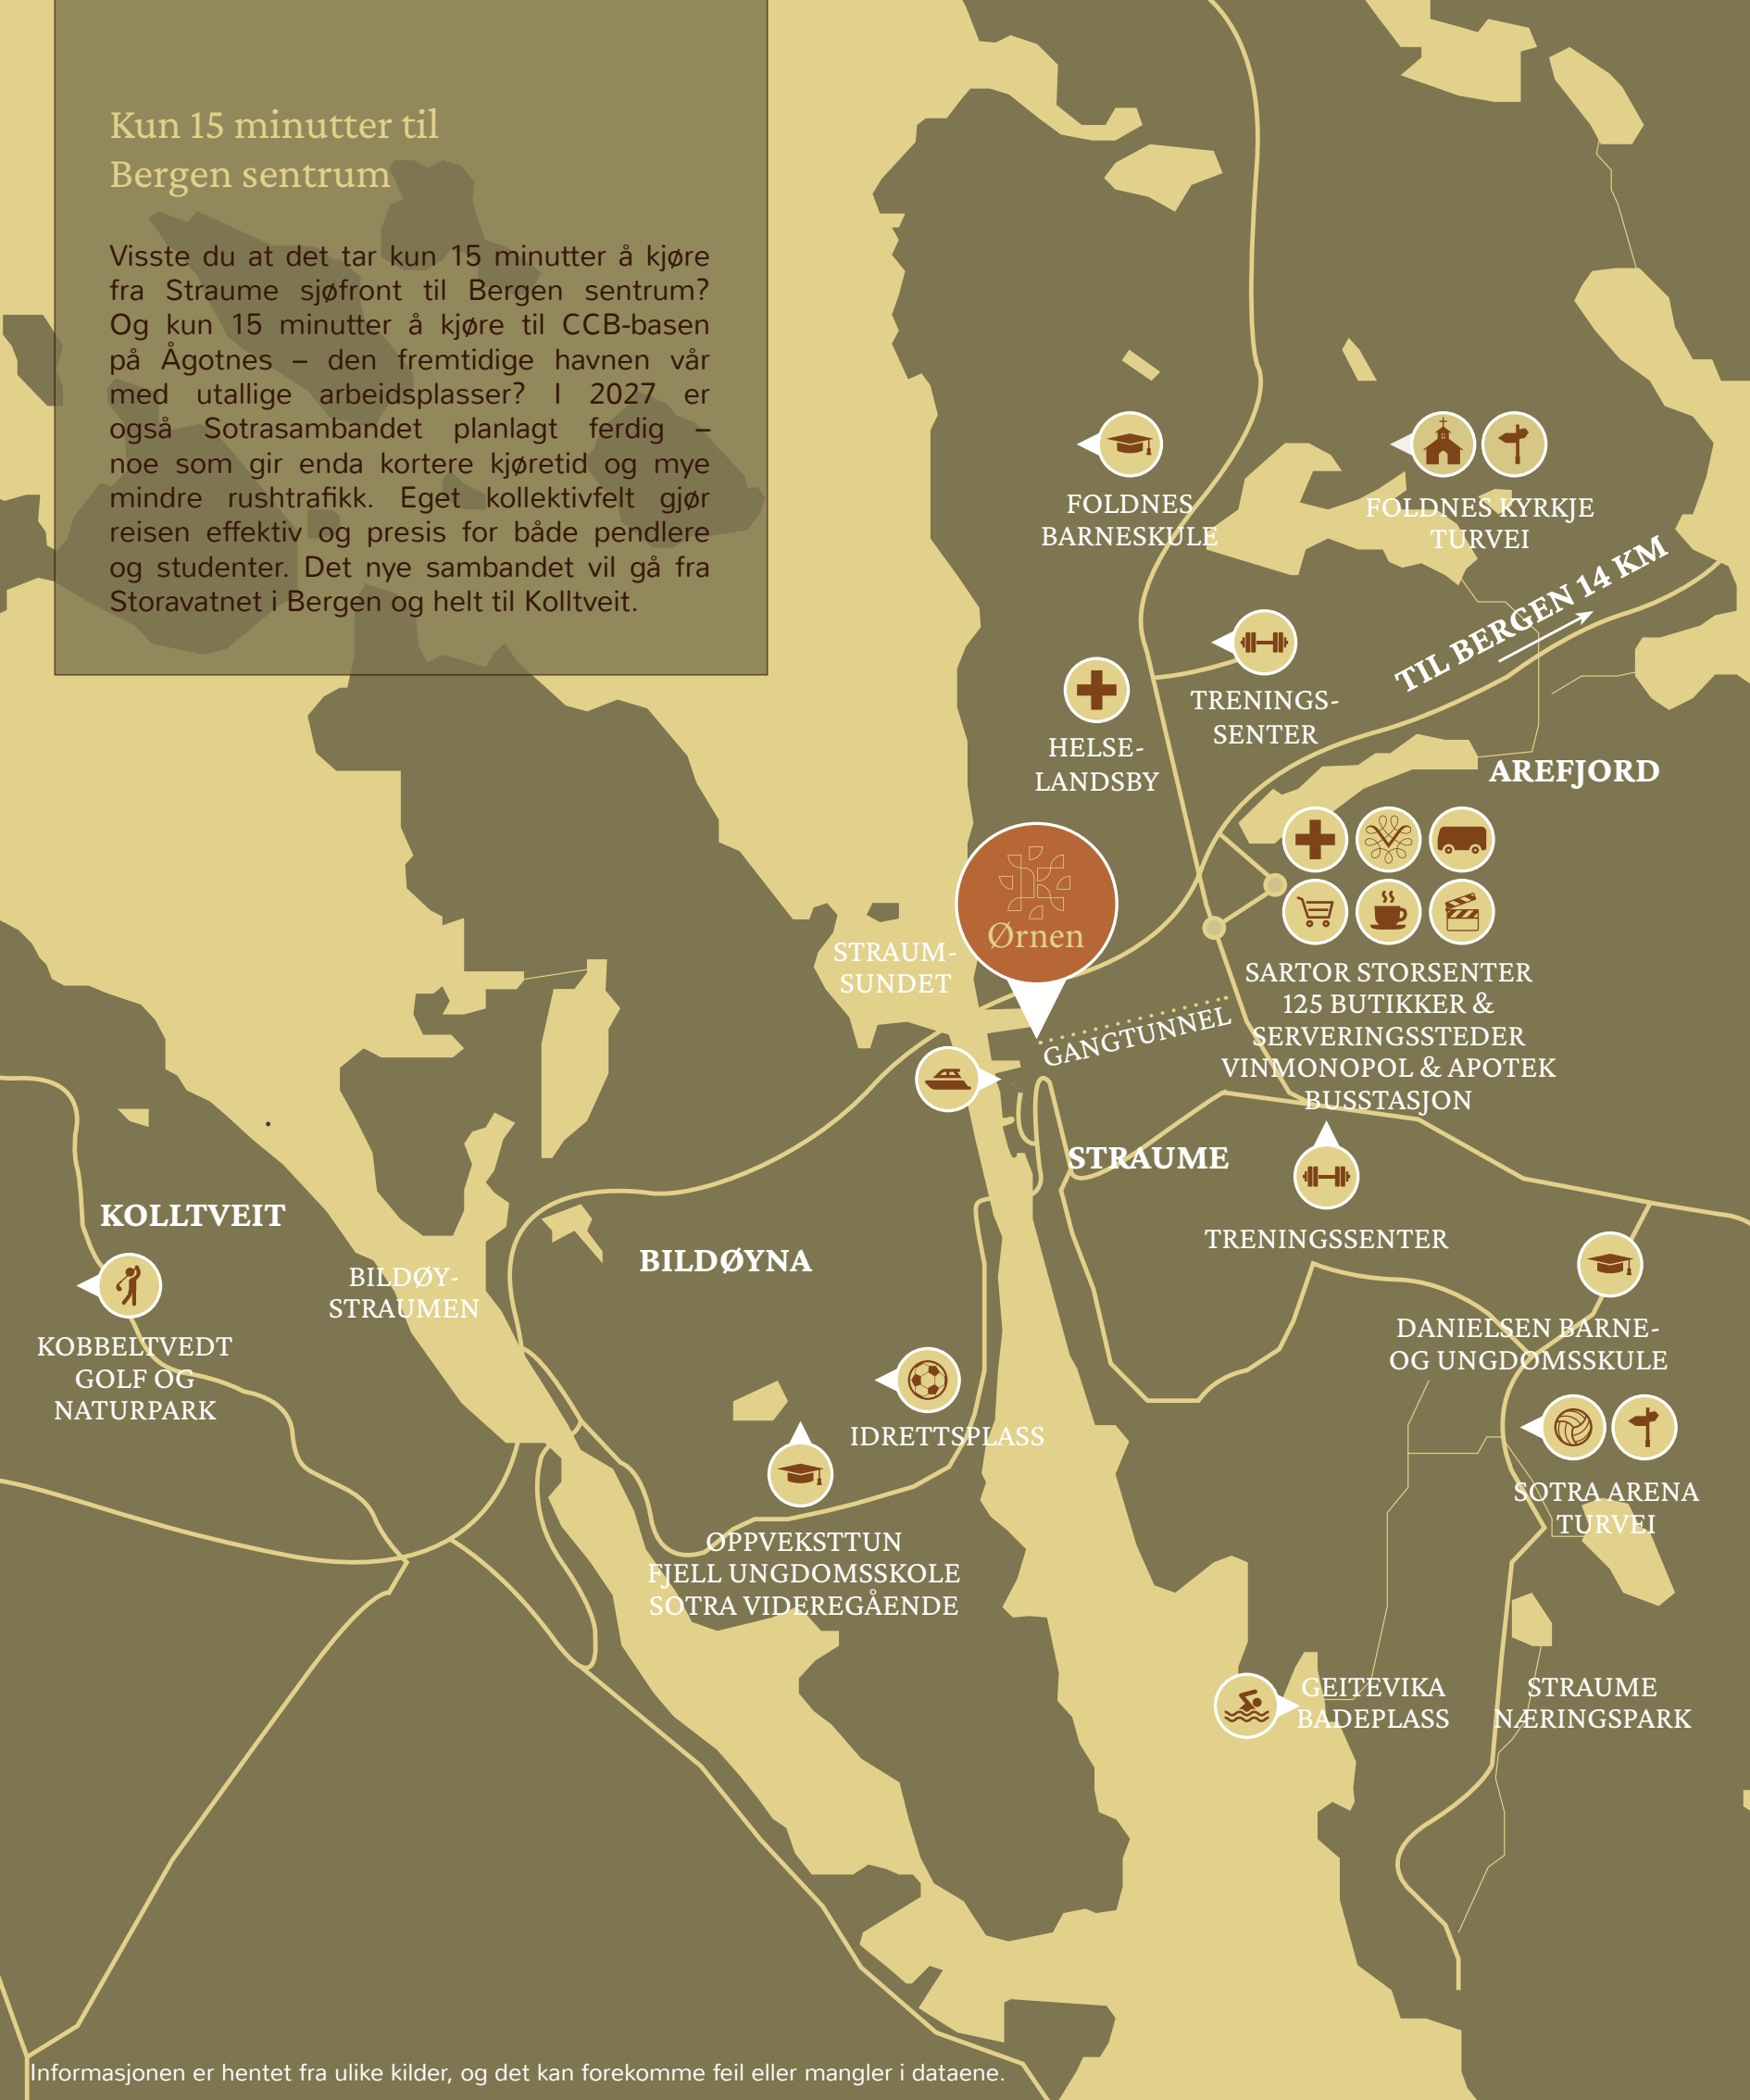 Kun 15 minutter til
Bergen sentrum
Visste du at det tar kun 15 minutter å kjøre
fra Straume sjøfront til Bergen sentrum?
Og kun 15 minutter å kjøre til CCB-basen
på Ågotnes – den fremtidige havnen vår
med utallige arbeidsplasser? I 2027 er
også Sotrasambandet planlagt ferdig –
noe som gir enda kortere kjøretid og mye
mindre rushtrafikk. Eget kollektivfelt gjør
reisen effektiv og presis for både pendlere
og studenter. Det nye sambandet vil gå fra
Storavatnet i Bergen og helt til Kolltveit.
FOLDNES
BARNESKULE
FOLDNES KYRKJE
TURVEI
TIL BERGEN 14 KM
TRENINGS-
SENTER
HELSE-
LANDSBY
AREFJORD
Ørnen
STRAUM-
SUNDET
GANGTUNNEL
SARTOR STORSENTER
125 BUTIKKER &
SERVERINGSSTEDER
VINMONOPOL & APOTEK
BUSSTASJON
STRAUME
TRENINGSSENTER
KOLLTVEIT
BILDØYNA
BILDØY-
STRAUMEN
KOBBELTVEDT
GOLF OG
NATURPARK
DANIELSEN BARNE-
OG UNGDOMSSKULE
IDRETTSPLASS
SOTRA ARENA
TURVEI
OPPVEKSTTUN
FJELL UNGDOMSSKOLE
SOTRA VIDEREGÅENDE
GEITEVIKA
BADEPLASS
STRAUME
NÆRINGSPARK
Informasjonen er hentet fra ulike kilder, og det kan forekomme feil eller mangler i dataene.